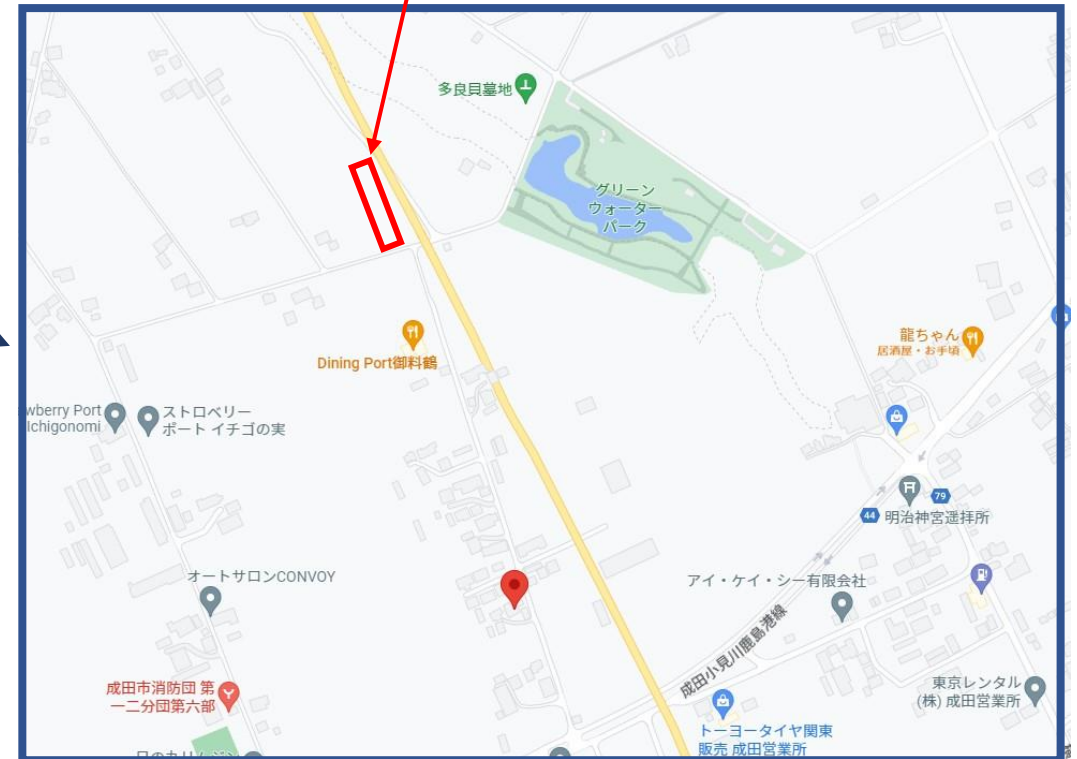 多良貝墓地
グリーン
ウォーター
パーク
龍ちゃん
居酒屋・お手頃
Dining Port御料鶴
wberry Port
Ichigonomi
ストロベリー
ポート イチゴの実
79
44
明治神宮遥拝所
オートサロンCONVOY
アイ・ケイ・シー有限会社
成田小見川鹿島港線
成田市消防団 第
一二分団第六部
東京レンタル
(株) 成田営業所
トーヨータイヤ関東
販売 成田営業所